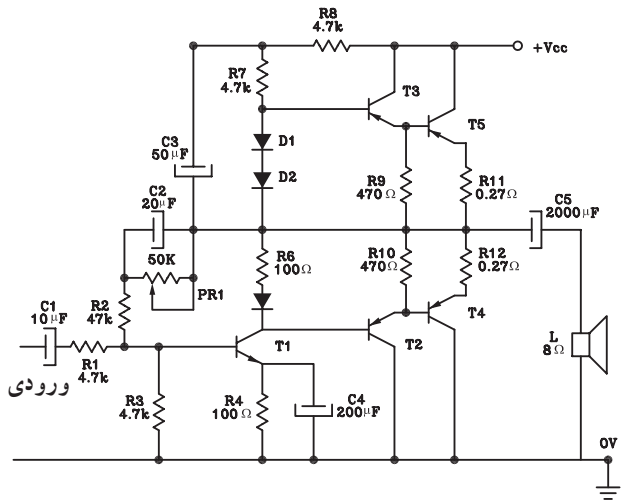 R8
4.7k
+Vcc
R7
4.7k
T3
T5
C3
50μF
D1
D2
C2
20μF
R9
470Ω
R11
0.27Ω
C5
2000μF
50K
PR1
R6
100Ω
R10
470Ω
R12
0.27Ω
C1
10μF
R2
47k
T4
L
8Ω
ورودی
R1
4.7k
T1
T2
R3
4.7k
R4
100Ω
C4
200μF
0V